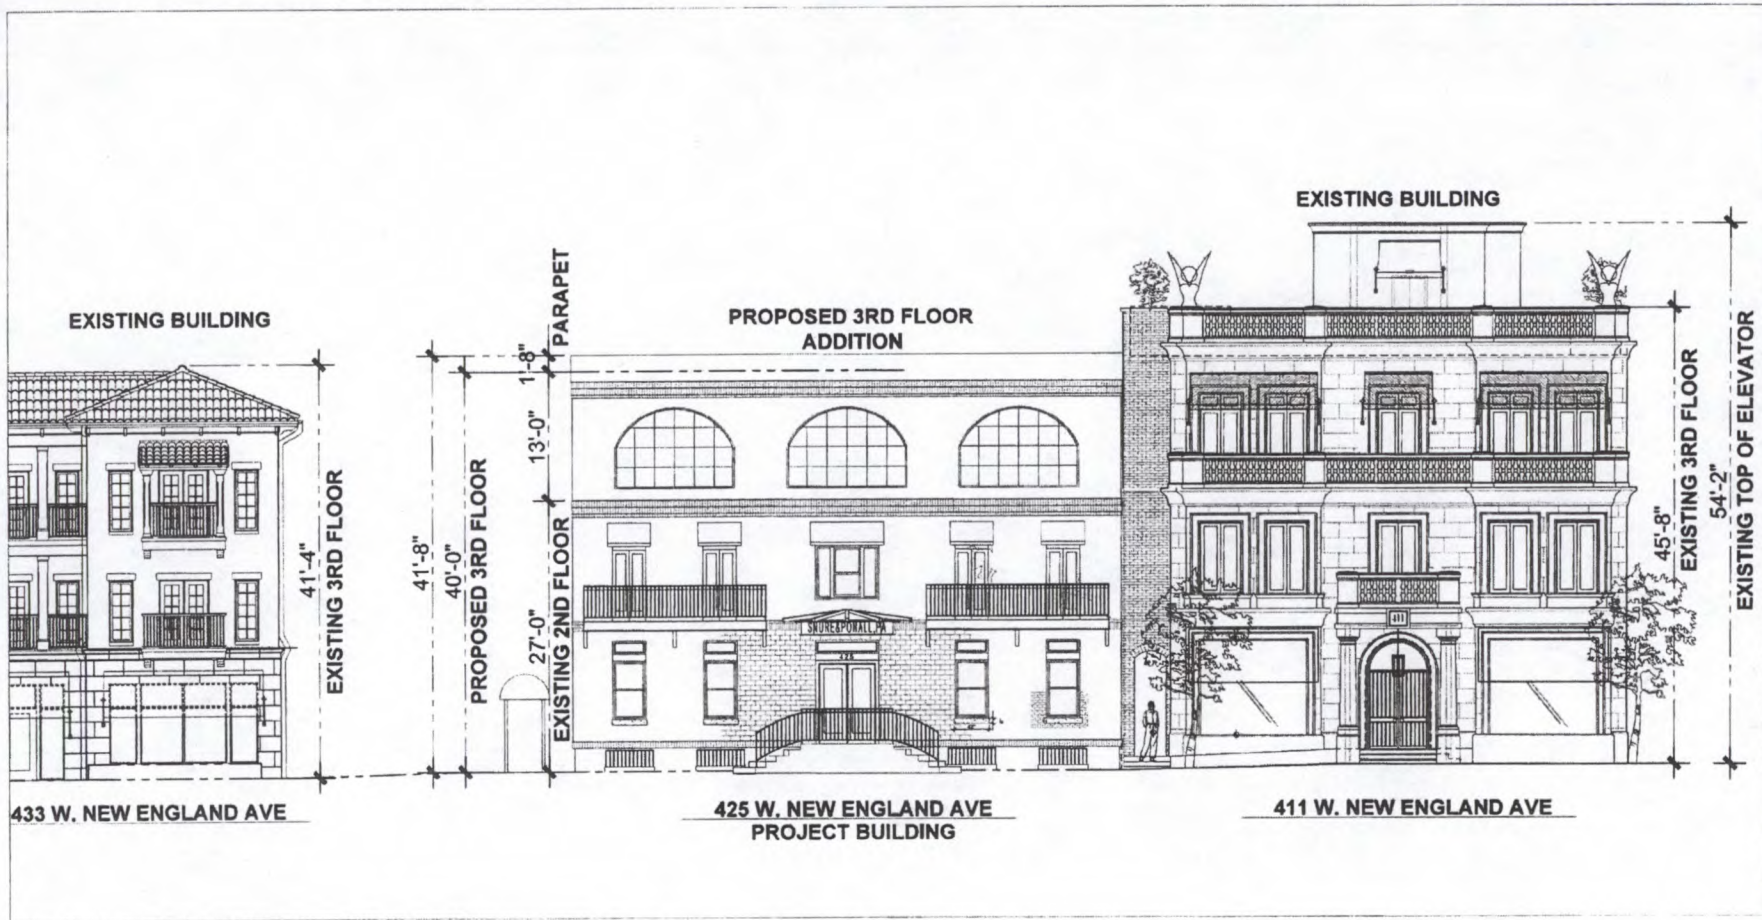 EXISTING BUILDING
41'-4"
EXISTING 3RD FLOOR
433 W. NEW ENGLAND AVE
41'-8"
40'-0"
PROPOSED 3RD FLOOR
PARAPET
1'-8"
13'-0"
27'-0"
EXISTING 2ND FLOOR
PROPOSED 3RD FLOOR
ADDITION
425
425 W. NEW ENGLAND AVE
PROJECT BUILDING
EXISTING BUILDING
411
45'-8"
EXISTING 3RD FLOOR
54'-2"
EXISTING TOP OF ELEVATOR
411 W. NEW ENGLAND AVE